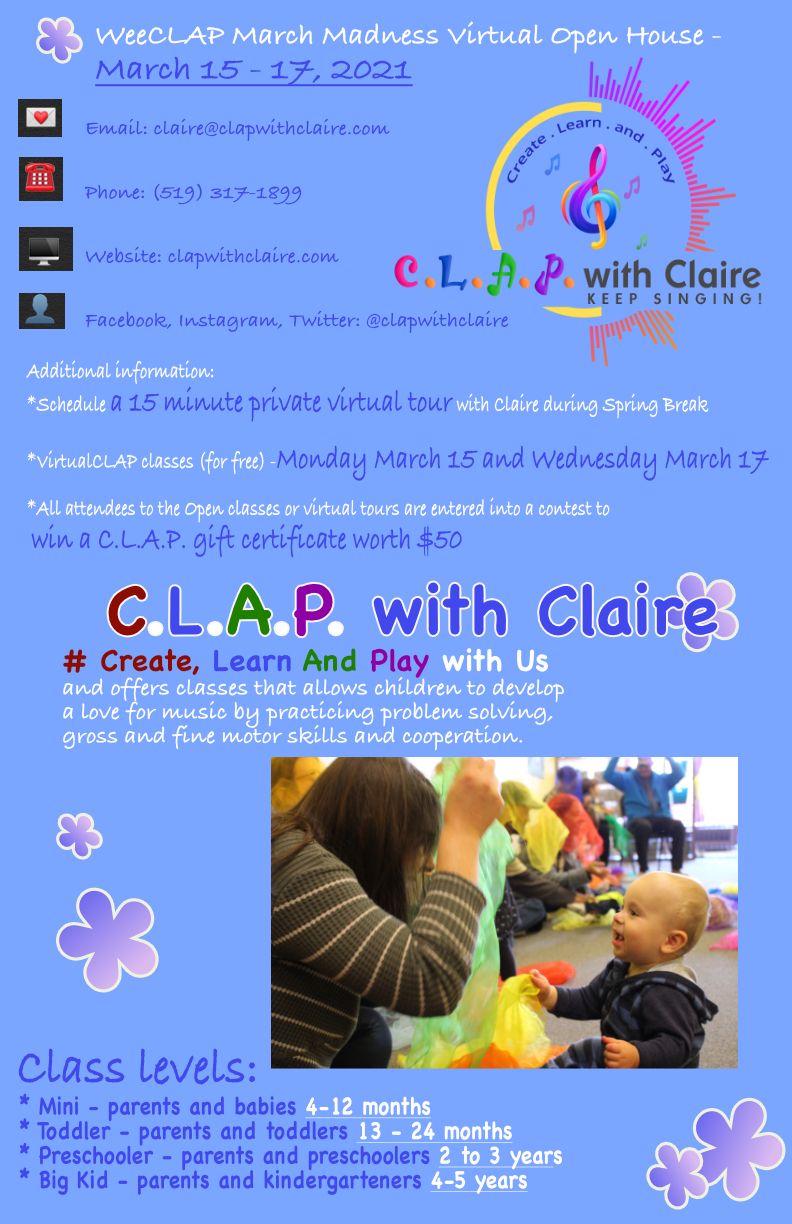 WeeCLAP March Madness Virtual Open House -
March 15 - 17, 2021
Email: claire@clapwithclaire.com
Phone: (519) 317-1899
Website: clapwithclaire.com
Facebook, Instagram, Twitter: @clapwithclaire
Create . Learn . and . Play
C.L.A.P. with Claire
KEEP SINGING!
Additional information:
*Schedule a 15 minute private virtual tour with Claire during Spring Break
*VirtualCLAP classes (for free) -Monday March 15 and Wednesday March 17
*All attendees to the Open classes or virtual tours are entered into a contest to
win a C.L.A.P. gift certificate worth $50
C.L.A.P. with Claire
# Create, Learn And Play with Us
and offers classes that allows children to develop
a love for music by practicing problem solving,
gross and fine motor skills and cooperation.
Class levels:
* Mini - parents and babies 4-12 months
* Toddler - parents and toddlers 13 - 24 months
* Preschooler - parents and preschoolers 2 to 3 years
* Big Kid - parents and kindergarteners 4-5 years